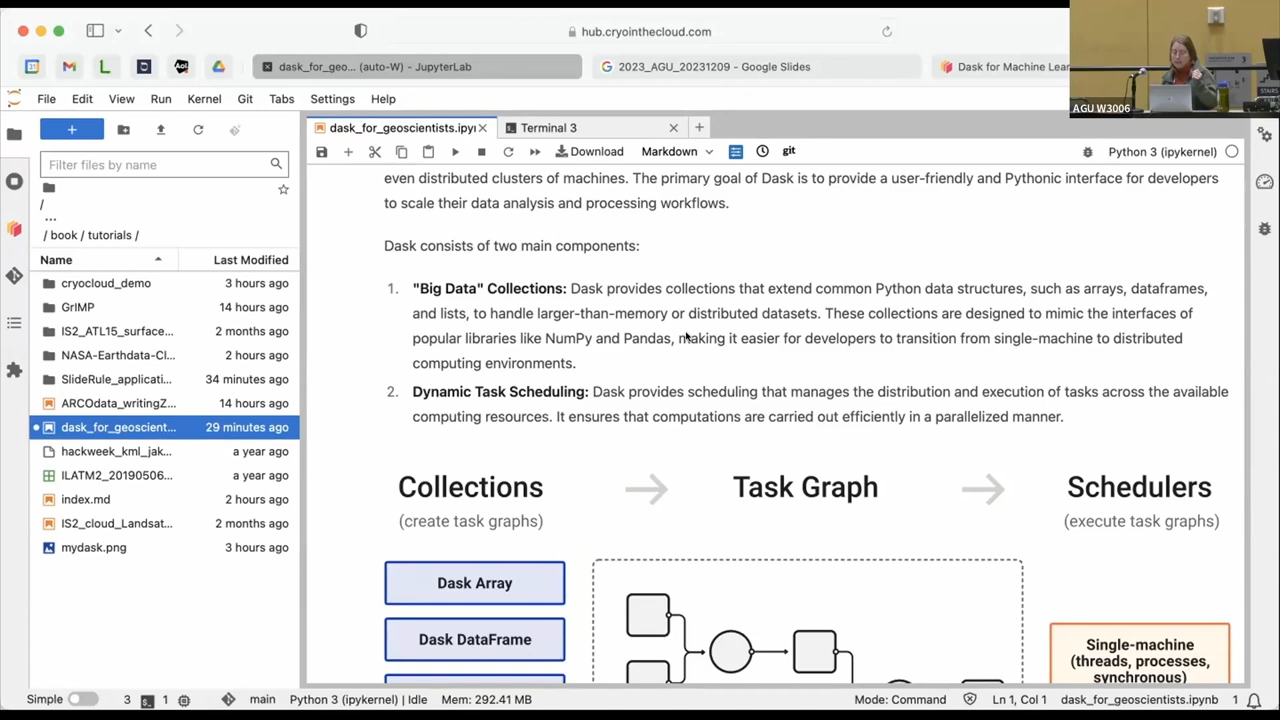 hub.cryointhecloud.com
dask_for_geo... (auto-W) - JupyterLab
2023_AGU_20231209 - Google Slides
Dask for Machine Lear
AGU W3006
File Edit View Run Kernel Git Tabs Settings Help
dask_for_geoscientists.ipyn
Terminal 3
Download
Markdown
git
Python 3 (ipykernel)
Filter files by name
/
...
/ book / tutorials /
Name Last Modified
cryocloud_demo 3 hours ago
GrIMP 14 hours ago
IS2_ATL15_surface... 2 months ago
NASA-Earthdata-Cl... 2 hours ago
SlideRule_applicati... 34 minutes ago
ARCOdata_writingZ... 14 hours ago
dask_for_geoscient... 29 minutes ago
hackweek_kml_jak... a year ago
ILATM2_20190506... a year ago
index.md 2 hours ago
IS2_cloud_Landsat... 2 months ago
mydask.png 3 hours ago
even distributed clusters of machines. The primary goal of Dask is to provide a user-friendly and Pythonic interface for developers
to scale their data analysis and processing workflows.
Dask consists of two main components:
1. "Big Data" Collections: Dask provides collections that extend common Python data structures, such as arrays, dataframes,
and lists, to handle larger-than-memory or distributed datasets. These collections are designed to mimic the interfaces of
popular libraries like NumPy and Pandas, making it easier for developers to transition from single-machine to distributed
computing environments.
2. Dynamic Task Scheduling: Dask provides scheduling that manages the distribution and execution of tasks across the available
computing resources. It ensures that computations are carried out efficiently in a parallelized manner.
Collections
(create task graphs)
Task Graph
Schedulers
(execute task graphs)
Dask Array
Dask DataFrame
Single-machine
(threads, processes,
synchronous)
Simple 3 1 main Python 3 (ipykernel) | Idle Mem: 292.41 MB Mode: Command Ln 1, Col 1 dask_for_geoscientists.ipynb 1